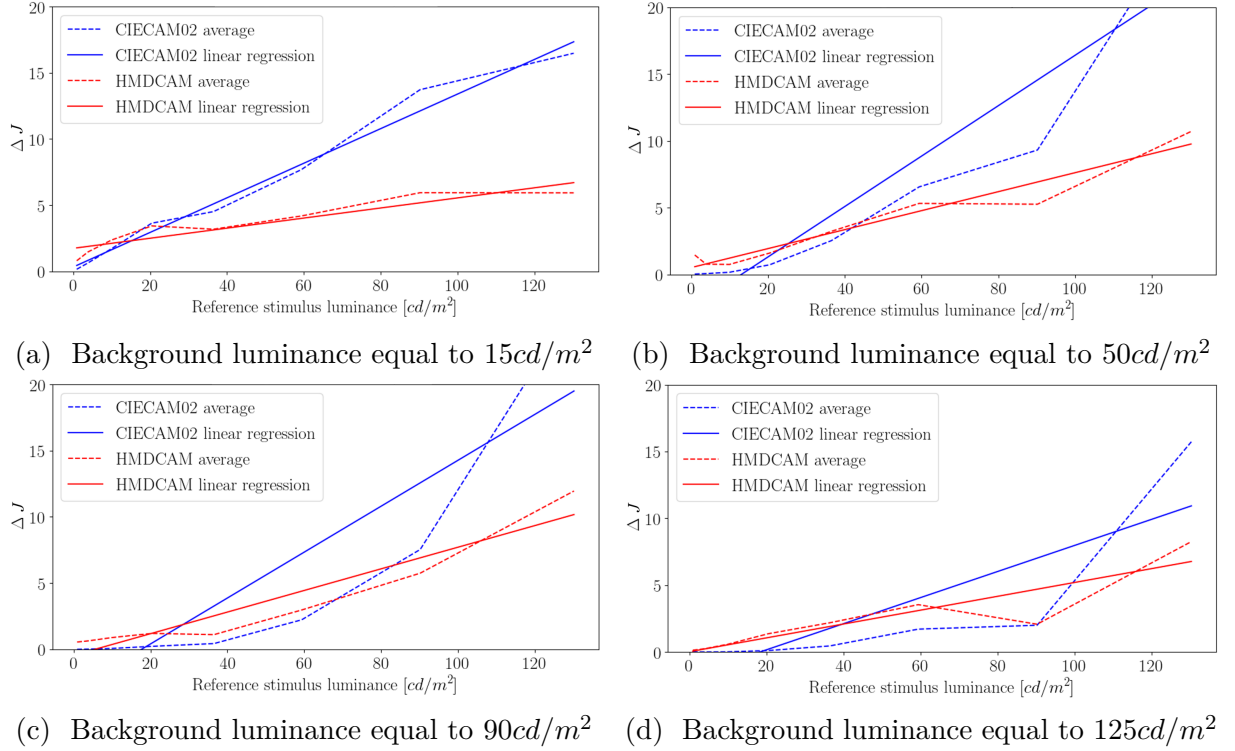 CIECAM02 average
CIECAM02 linear regression
HMDCAM average
HMDCAM linear regression
20
15
10
5
0
Δ J
0 20 40 60 80 100 120
Reference stimulus luminance [cd/m²]
(a) Background luminance equal to 15cd/m²
CIECAM02 average
CIECAM02 linear regression
HMDCAM average
HMDCAM linear regression
20
15
10
5
0
Δ J
0 20 40 60 80 100 120
Reference stimulus luminance [cd/m²]
(b) Background luminance equal to 50cd/m²
CIECAM02 average
CIECAM02 linear regression
HMDCAM average
HMDCAM linear regression
20
15
10
5
0
Δ J
0 20 40 60 80 100 120
Reference stimulus luminance [cd/m²]
(c) Background luminance equal to 90cd/m²
CIECAM02 average
CIECAM02 linear regression
HMDCAM average
HMDCAM linear regression
20
15
10
5
0
Δ J
0 20 40 60 80 100 120
Reference stimulus luminance [cd/m²]
(d) Background luminance equal to 125cd/m²